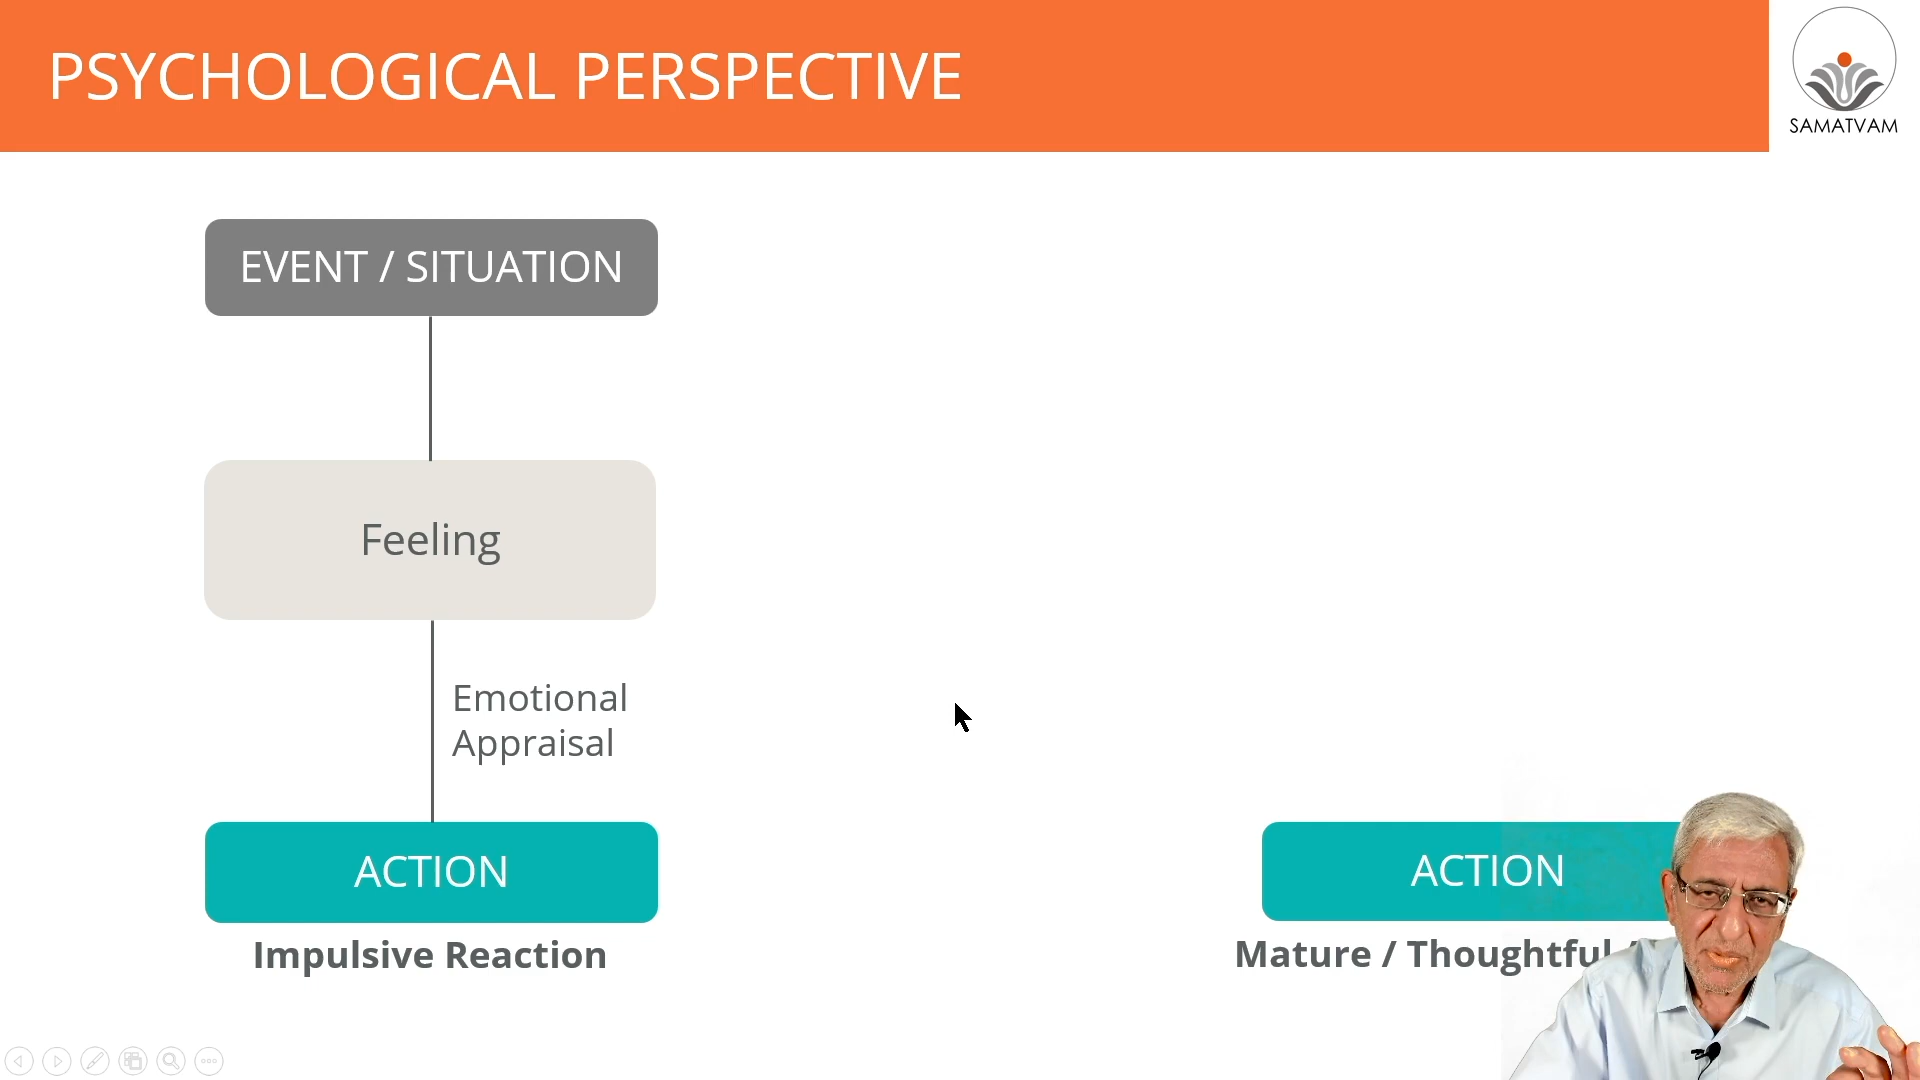 PSYCHOLOGICAL PERSPECTIVE
SAMATVAM
EVENT / SITUATION
Feeling
Emotional
Appraisal
ACTION
Impulsive Reaction
ACTION
Mature / Thoughtful